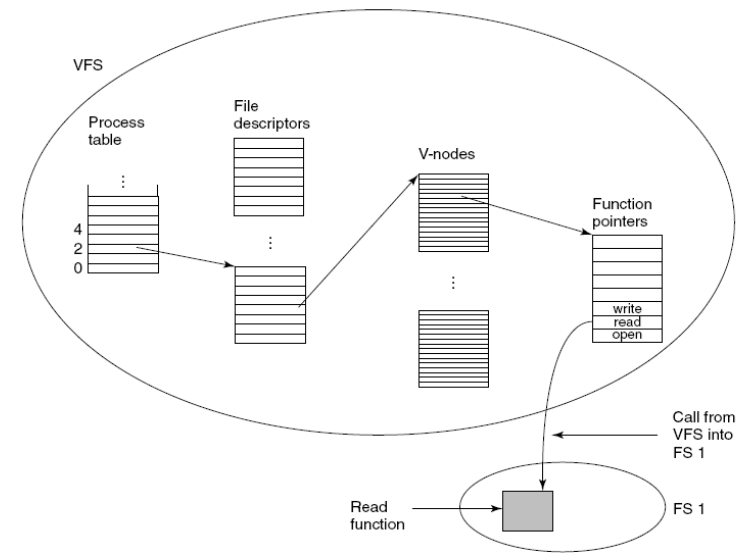 VFS
Process
table
File
descriptors
V-nodes
Function
pointers
⋮
⋮
⋮
4
2
0
write
read
open
Call from
VFS into
FS 1
Read
function
FS 1